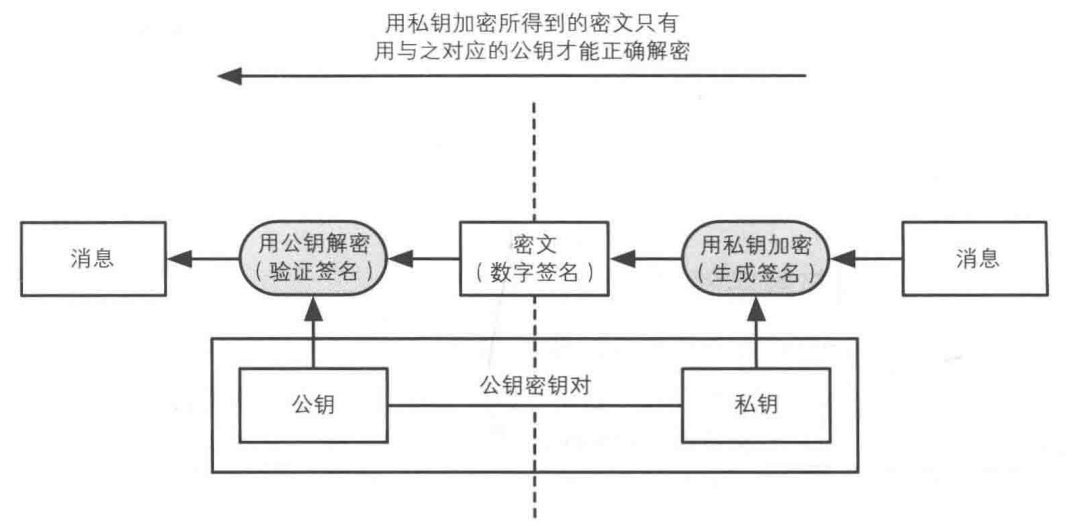 用私钥加密所得到的密文只有
用与之对应的公钥才能正确解密
消息
用公钥解密
（验证签名）
密文
（数字签名）
用私钥加密
（生成签名）
消息
公钥
公钥密钥对
私钥